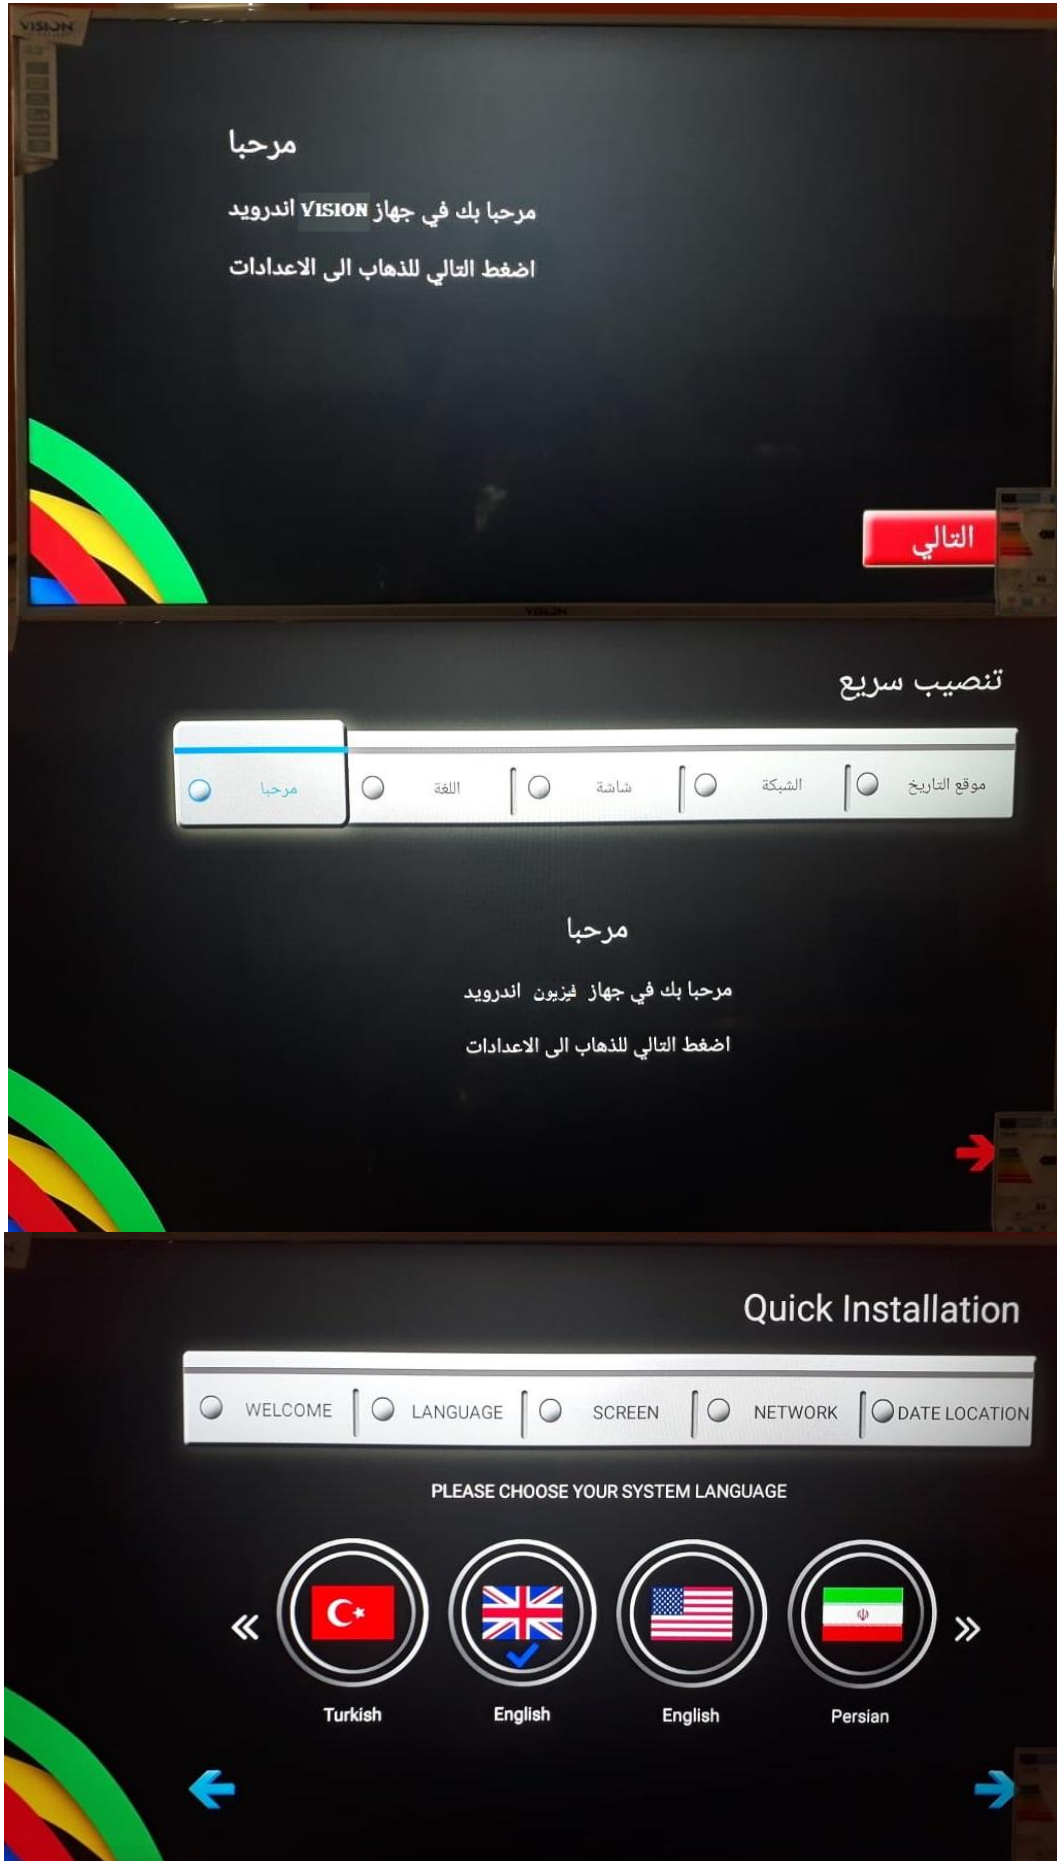 VISION
مرحبا
مرحبا بك في جهاز VISION اندرويد
اضغط التالي للذهاب الى الاعدادات
التالي
VISION
تنصيب سريع
مرحبا
اللغة
شاشة
الشبكة
موقع التاريخ
مرحبا
مرحبا بك في جهاز فيزيون اندرويد
اضغط التالي للذهاب الى الاعدادات
Quick Installation
WELCOME
LANGUAGE
SCREEN
NETWORK
DATE LOCATION
PLEASE CHOOSE YOUR SYSTEM LANGUAGE
Turkish
English
English
Persian